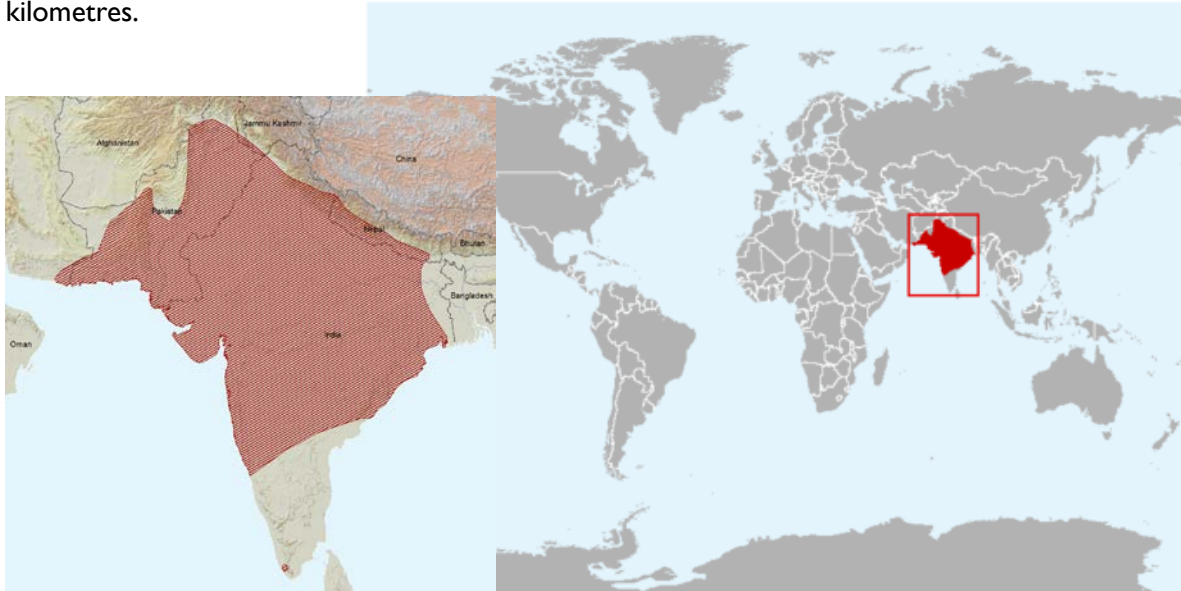 kilometres.
Jammu Kashmir
Afghanistan
China
Pakistan
Nepal
Bhutan
Bangladesh
India
Oman